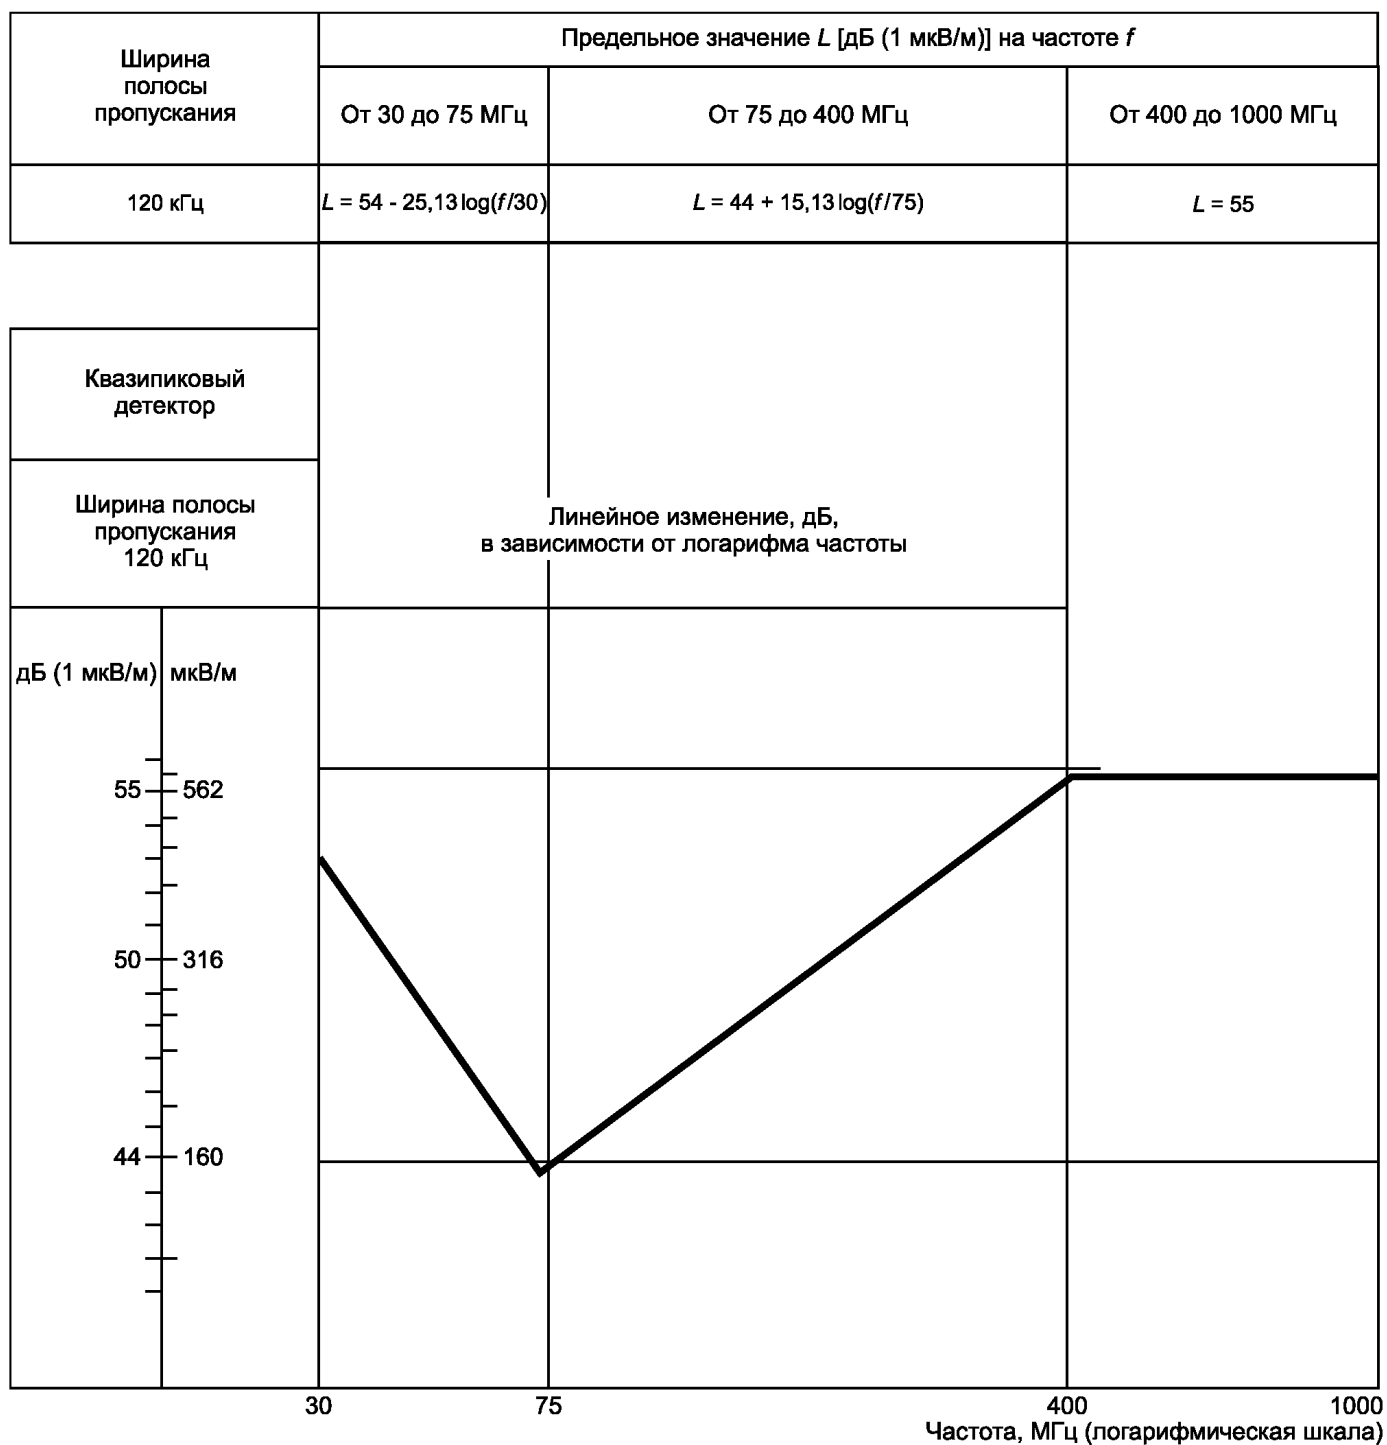 Ширина
полосы
пропускания
Предельное значение L [дБ (1 мкВ/м)] на частоте f
От 30 до 75 МГц
От 75 до 400 МГц
От 400 до 1000 МГц
120 кГц
L = 54 - 25,13 log(f/30)
L = 44 + 15,13 log(f/75)
L = 55
Квазипиковый
детектор
Ширина полосы
пропускания
120 кГц
Линейное изменение, дБ,
в зависимости от логарифма частоты
дБ (1 мкВ/м)
мкВ/м
55
562
50
316
44
160
30
75
400
1000
Частота, МГц (логарифмическая шкала)